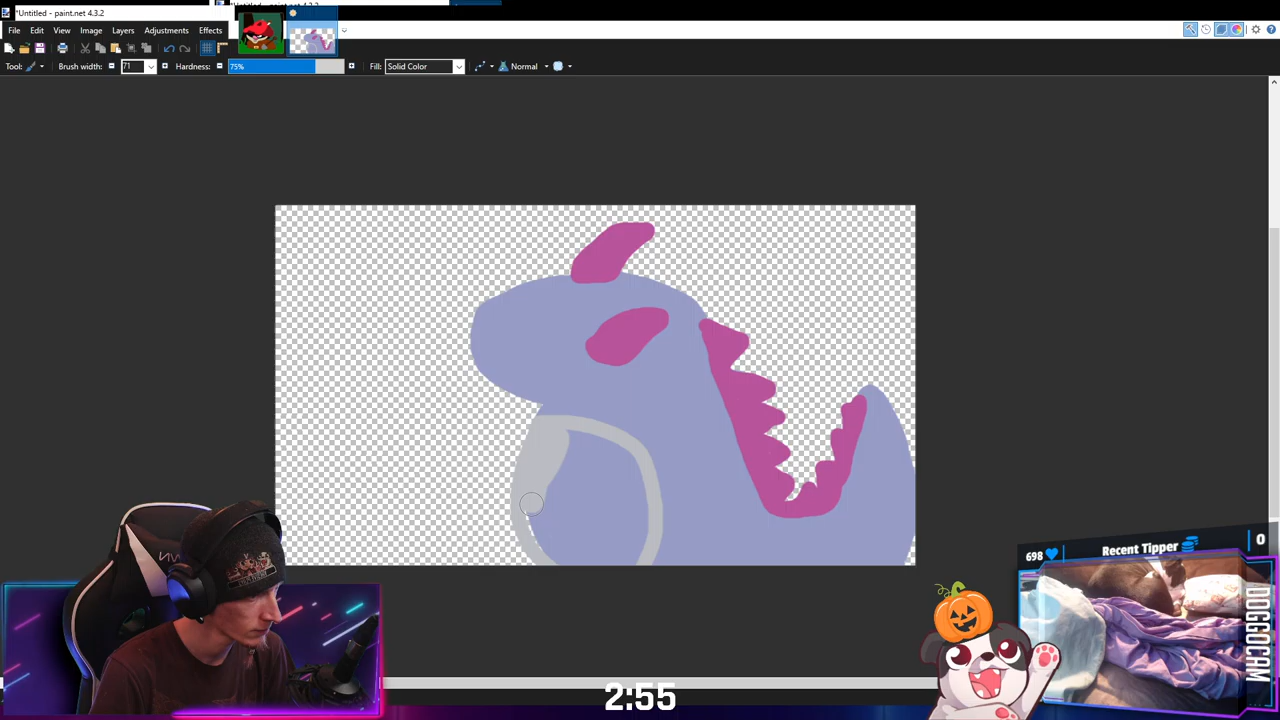 *Untitled - paint.net 4.3.2
File Edit View Image Layers Adjustments Effects
Tool: Brush width: 71 Hardness: 75% Fill: Solid Color Normal
698 Recent Tipper 0
DOGGOCAM
2:55